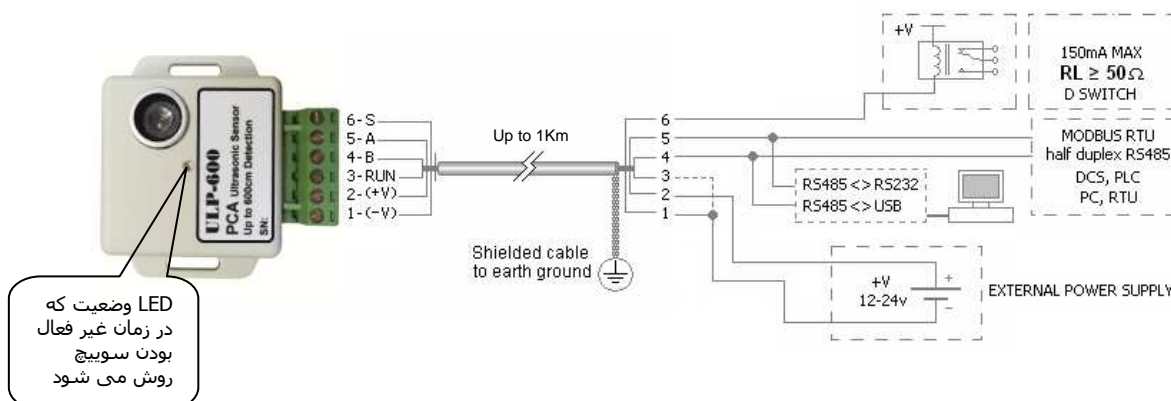 ULP-600
PCA Ultrasonic Sensor
Up to 600cm Detection
SN:
6-S
5-A
4-B
3-RUN
2-(+V)
1-(-V)
Up to 1Km
Shielded cable
to earth ground
6
5
4
3
2
1
+V
150mA MAX
RL ≥ 50Ω
D SWITCH
MODBUS RTU
half duplex RS485
DCS, PLC
PC, RTU
RS485 <> RS232
RS485 <> USB
+V
12-24v
+
-
EXTERNAL POWER SUPPLY
LED وضعیت که
در زمان غیر فعال
بودن سوییچ
روش می شود